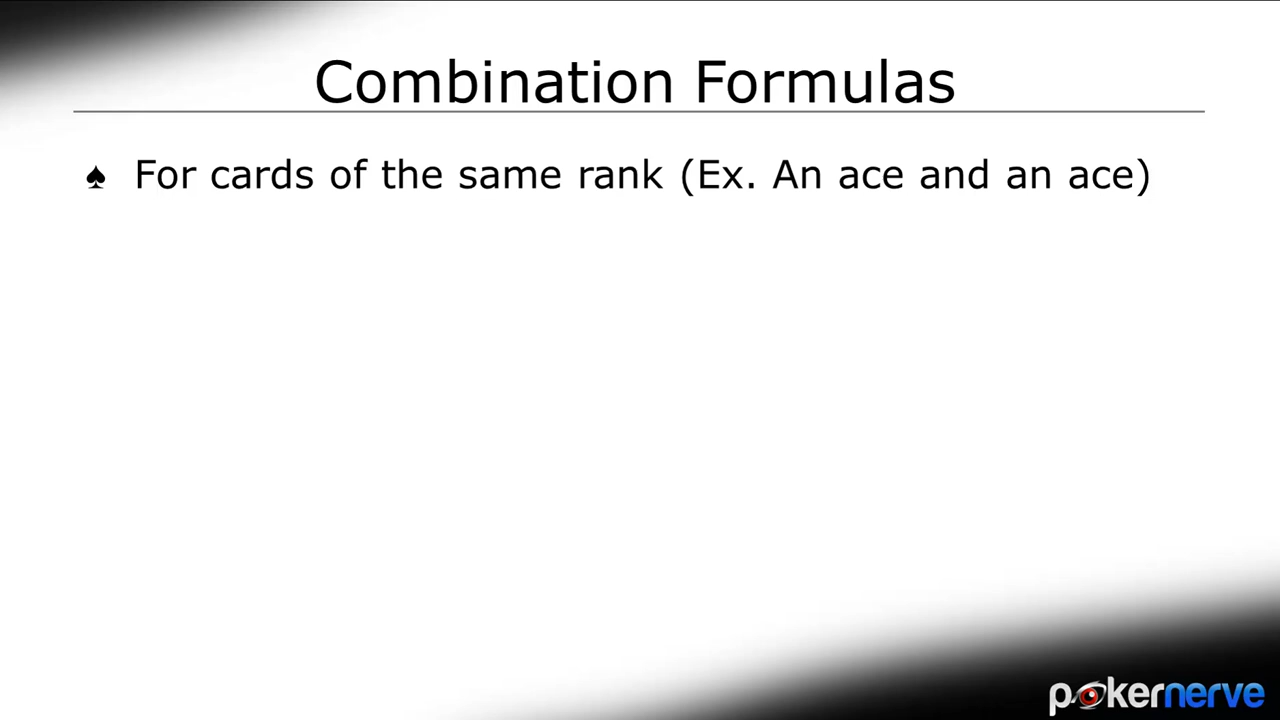 Combination Formulas
♠ For cards of the same rank (Ex. An ace and an ace)
pokernerve